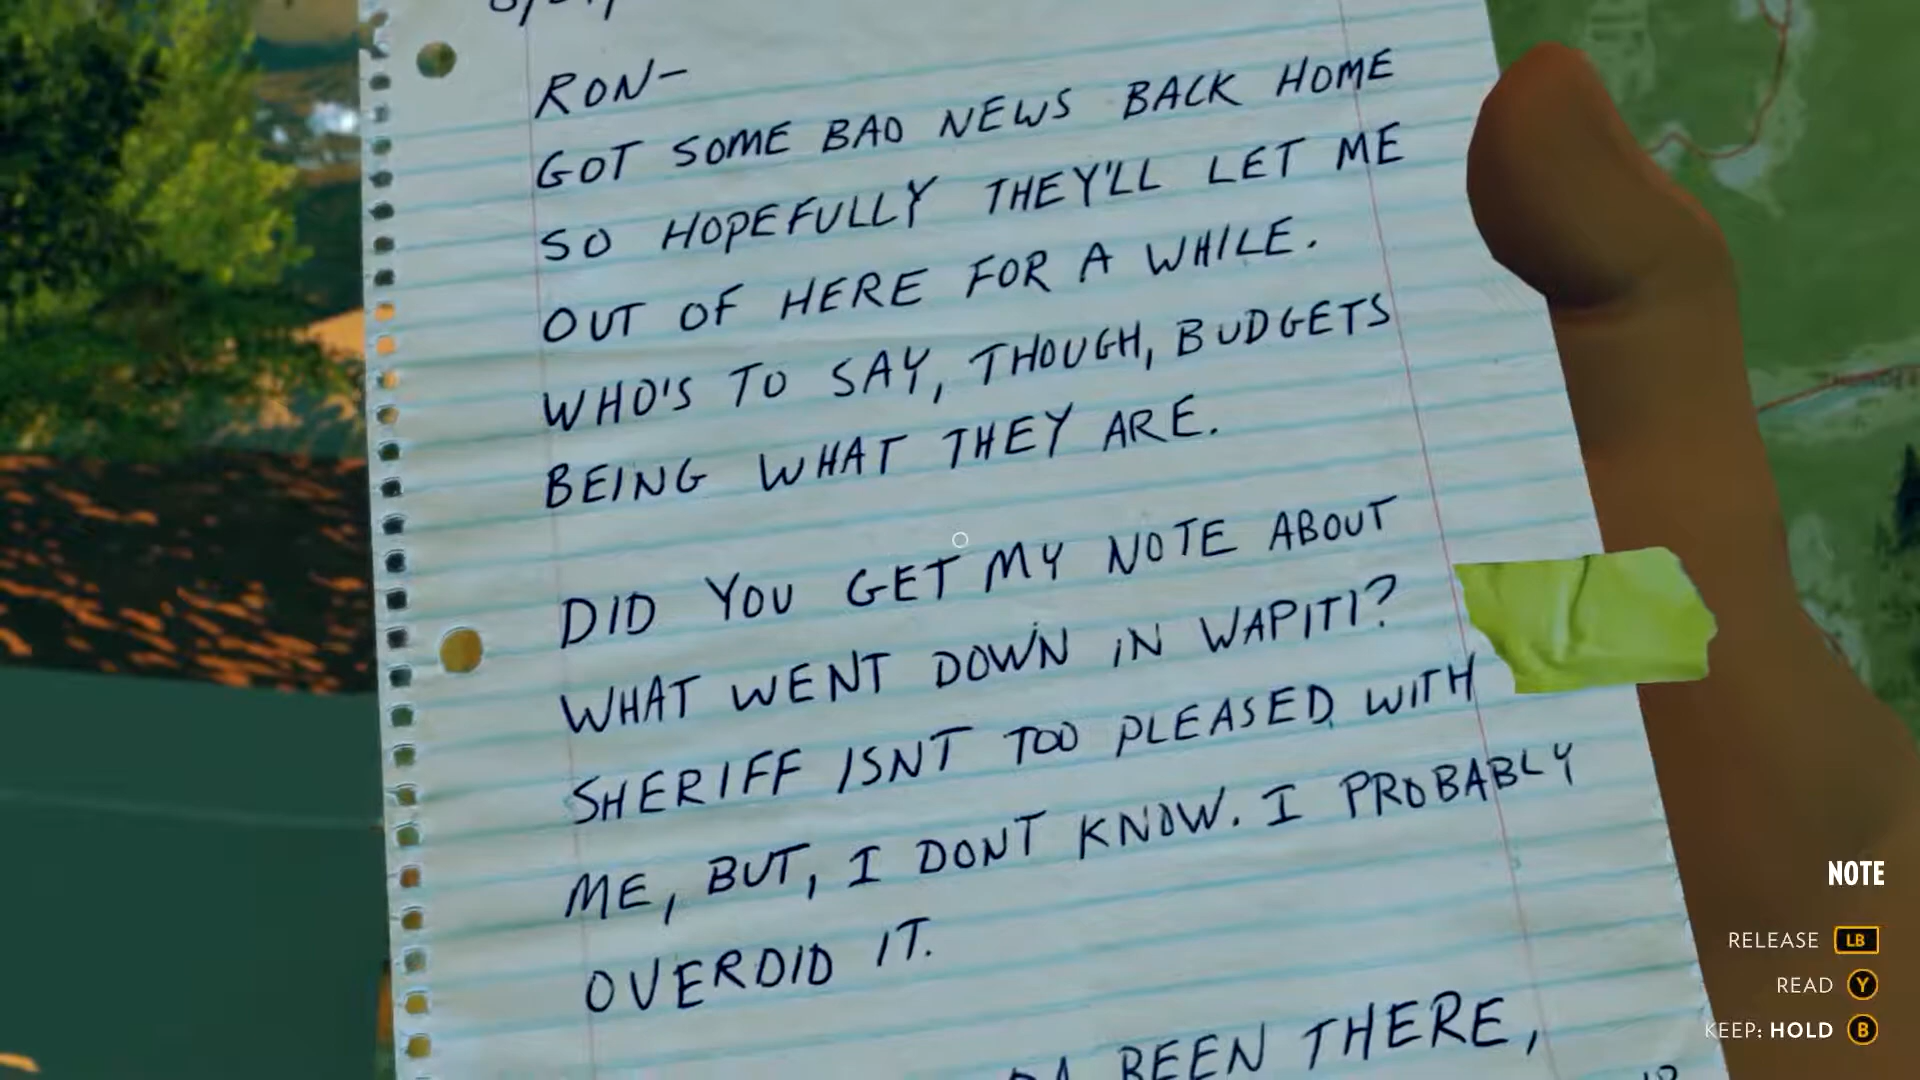 RON-
GOT SOME BAD NEWS BACK HOME
SO HOPEFULLY THEY'LL LET ME
OUT OF HERE FOR A WHILE.
WHO'S TO SAY, THOUGH, BUDGETS
BEING WHAT THEY ARE.
DID YOU GET MY NOTE ABOUT
WHAT WENT DOWN IN WAPITI?
SHERIFF ISNT TOO PLEASED WITH
ME, BUT, I DONT KNOW. I PROBABLY
OVERDID IT.
BEEN THERE,
NOTE
RELEASE LB
READ Y
KEEP: HOLD B